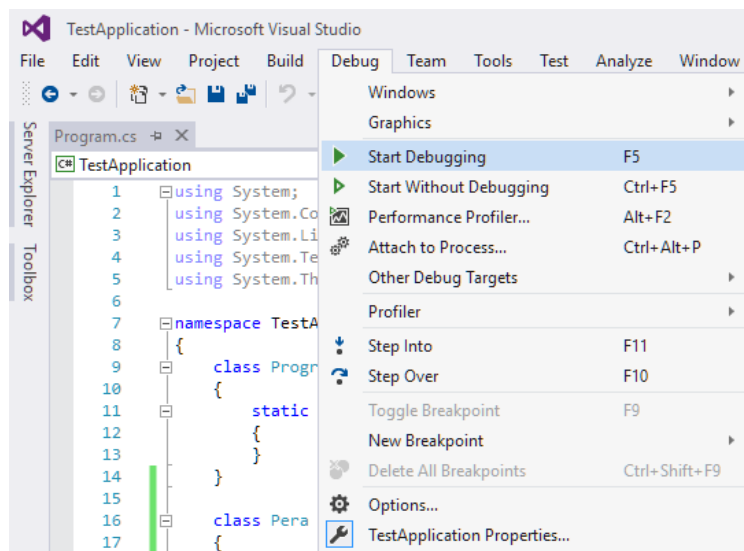 TestApplication - Microsoft Visual Studio
File Edit View Project Build Debug Team Tools Test Analyze Window
Server Explorer
Toolbox
Program.cs
C# TestApplication
1 using System;
2 using System.Co
3 using System.Li
4 using System.Te
5 using System.Th
6
7 namespace TestA
8 {
9 class Progr
10 {
11 static
12 {
13 }
14 }
15
16 class Pera
17 {
Windows
Graphics
Start Debugging F5
Start Without Debugging Ctrl+F5
Performance Profiler... Alt+F2
Attach to Process... Ctrl+Alt+P
Other Debug Targets
Profiler
Step Into F11
Step Over F10
Toggle Breakpoint F9
New Breakpoint
Delete All Breakpoints Ctrl+Shift+F9
Options...
TestApplication Properties...